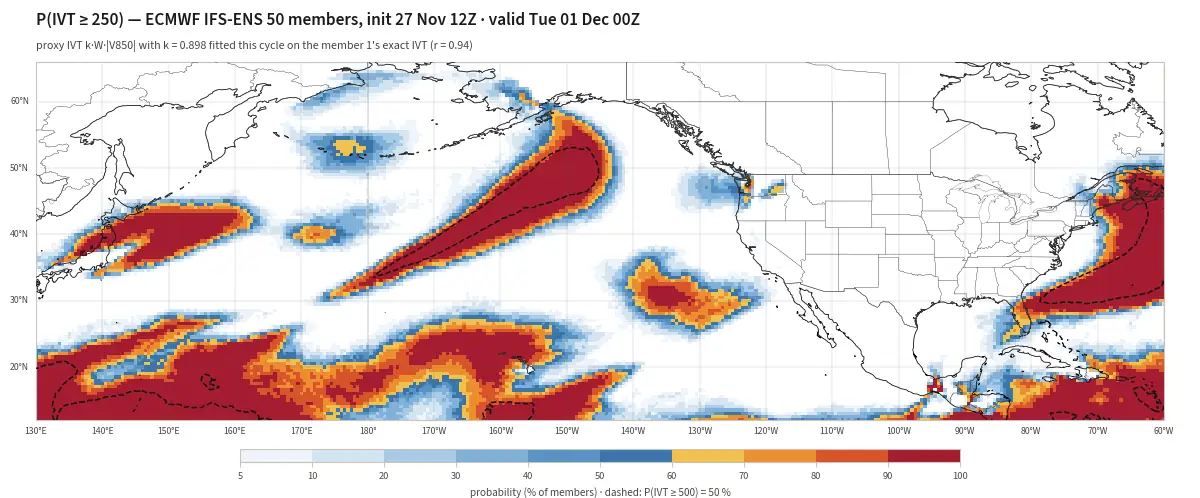 P(IVT ≥ 250) — ECMWF IFS-ENS 50 members, init 27 Nov 12Z · valid Tue 01 Dec 00Z
proxy IVT k·W·|V850| with k = 0.898 fitted this cycle on the member 1's exact IVT (r = 0.94)
60°N
50°N
40°N
30°N
20°N
130°E 140°E 150°E 160°E 170°E 180° 170°W 160°W 150°W 140°W 130°W 120°W 110°W 100°W 90°W 80°W 70°W 60°W
5 10 20 30 40 50 60 70 80 90 100
probability (% of members) · dashed: P(IVT ≥ 500) = 50 %